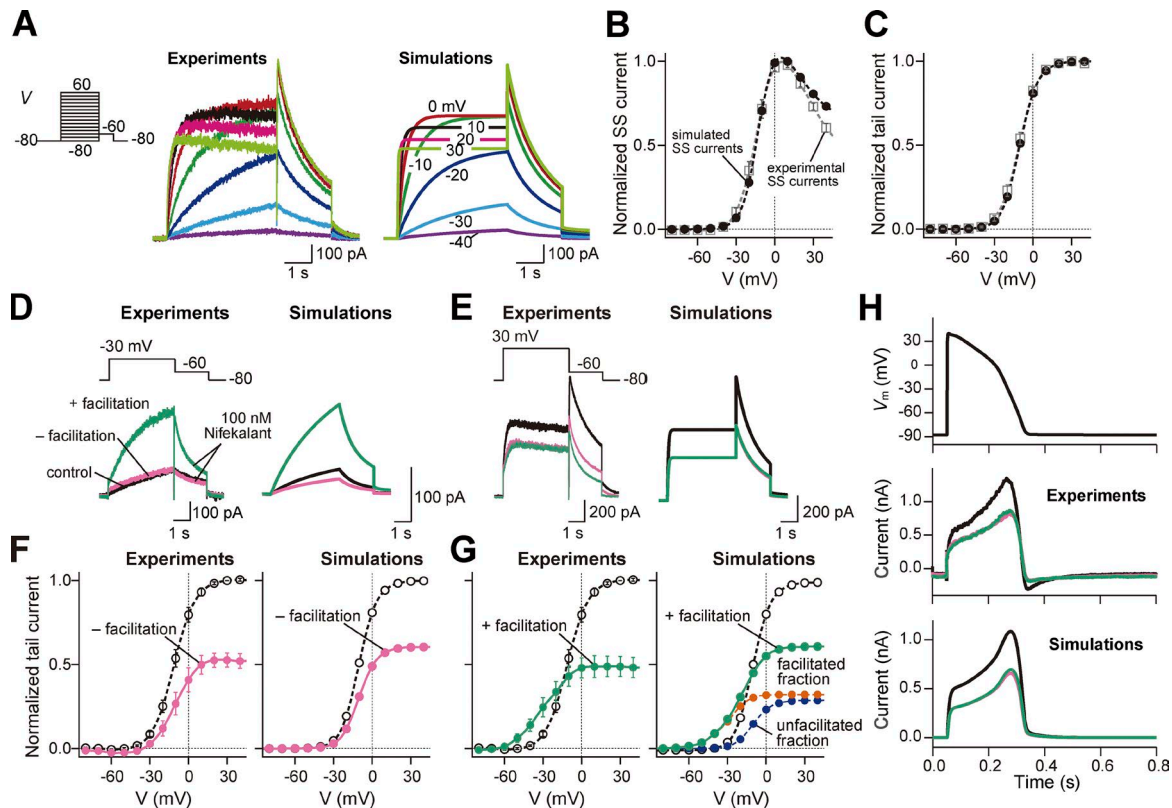 A
Experiments
Simulations
V
60
-60
-80
-80
-80
0 mV
10
20
30
-10
-20
-30
-40
100 pA
1 s
100 pA
1 s
B
Normalized SS current
1.0
0.5
0.0
simulated
SS currents
experimental
SS currents
-60
-30
0
30
V (mV)
C
Normalized tail current
1.0
0.5
0.0
-60
-30
0
30
V (mV)
D
Experiments
Simulations
-30 mV
-60
-80
+ facilitation
– facilitation
control
100 nM
Nifekalant
100 pA
1 s
100 pA
1 s
E
Experiments
Simulations
30 mV
-60
-80
200 pA
1 s
200 pA
1 s
F
Experiments
Simulations
Normalized tail current
1.0
0.5
0.0
– facilitation
– facilitation
-60
-30
0
30
-60
-30
0
30
V (mV)
V (mV)
G
Experiments
Simulations
1.0
0.5
0.0
+ facilitation
+ facilitation
facilitated
fraction
unfacilitated
fraction
-60
-30
0
30
-60
-30
0
30
V (mV)
V (mV)
H
Vm (mV)
30
0
-30
-60
-90
Experiments
Current (nA)
1.0
0.5
0.0
Simulations
Current (nA)
1.0
0.5
0.0
0.0
0.2
0.4
0.6
0.8
Time (s)